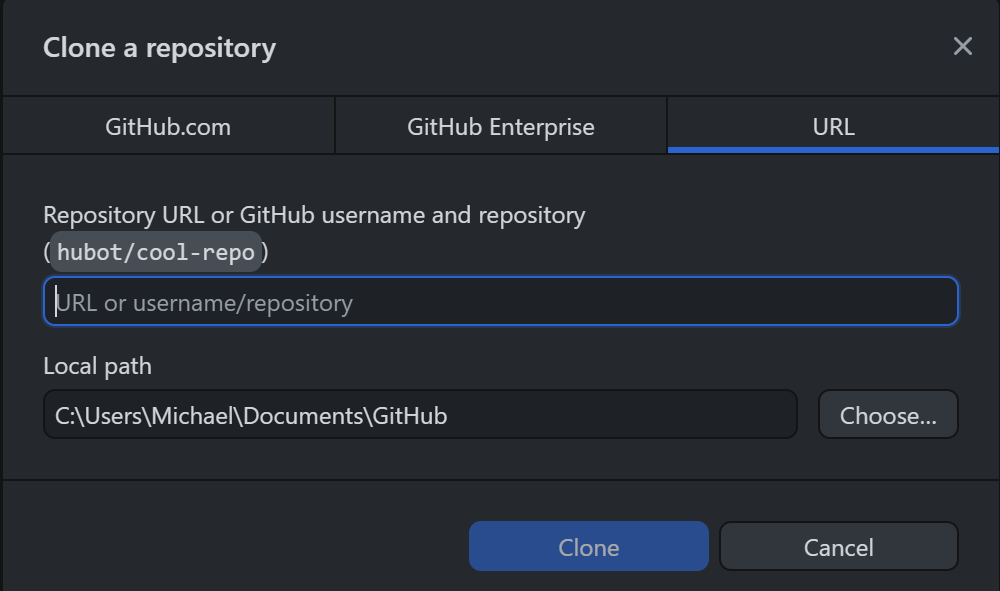 Clone a repository
GitHub.com
GitHub Enterprise
URL
Repository URL or GitHub username and repository
(hubot/cool-repo)
URL or username/repository
Local path
C:\Users\Michael\Documents\GitHub
Choose...
Clone
Cancel